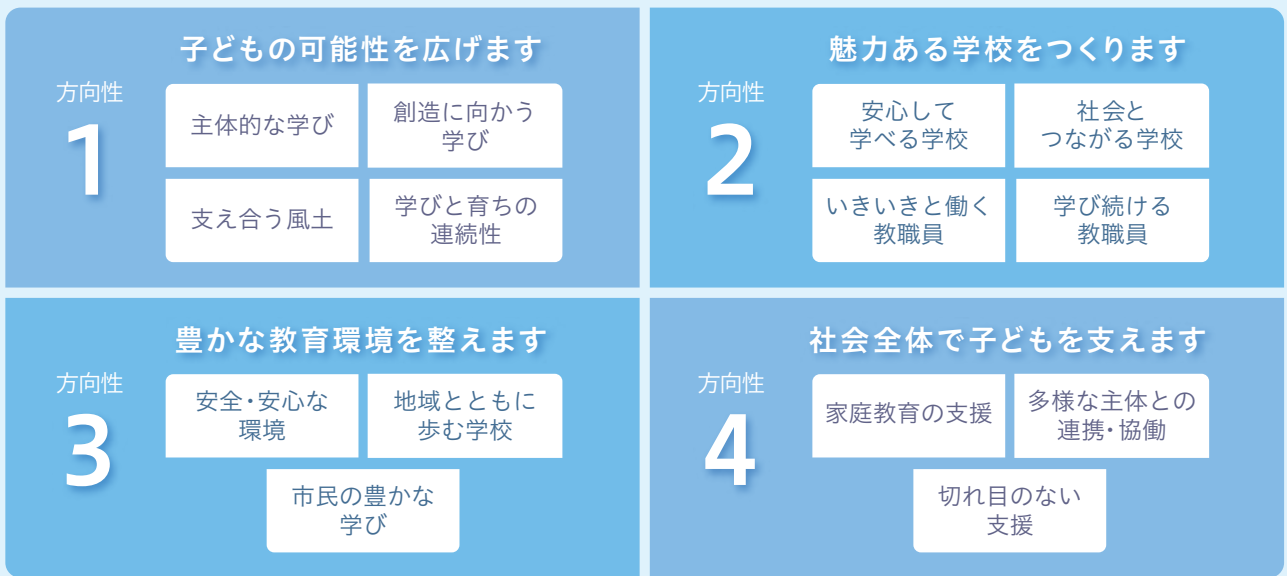 子どもの可能性を広げます
方向性
1
主体的な学び
創造に向かう
学び
支え合う風土
学びと育ちの
連続性
魅力ある学校をつくります
方向性
2
安心して
学べる学校
社会と
つながる学校
いきいきと働く
教職員
学び続ける
教職員
豊かな教育環境を整えます
方向性
3
安全・安心な
環境
地域とともに
歩む学校
市民の豊かな
学び
社会全体で子どもを支えます
方向性
4
家庭教育の支援
多様な主体との
連携・協働
切れ目のない
支援